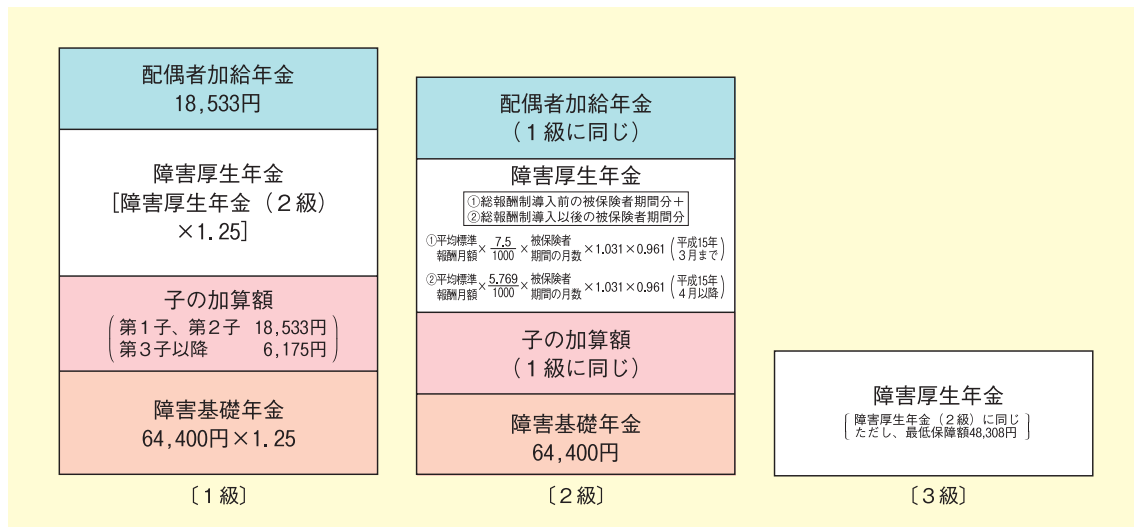 配偶者加給年金
18,533円
障害厚生年金
[障害厚生年金(2級)
×1.25]
子の加算額
(第1子、第2子 18,533円
第3子以降 6,175円)
障害基礎年金
64,400円×1.25
〔1級〕
配偶者加給年金
(1級に同じ)
障害厚生年金
①総報酬制導入前の被保険者期間分+
②総報酬制導入以後の被保険者期間分
①平均標準報酬月額×7.5/1000×被保険者期間の月数×1.031×0.961(平成15年3月まで)
②平均標準報酬月額×5.769/1000×被保険者期間の月数×1.031×0.961(平成15年4月以降)
子の加算額
(1級に同じ)
障害基礎年金
64,400円
〔2級〕
障害厚生年金
〔障害厚生年金(2級)に同じ
ただし、最低保障額48,308円〕
〔3級〕